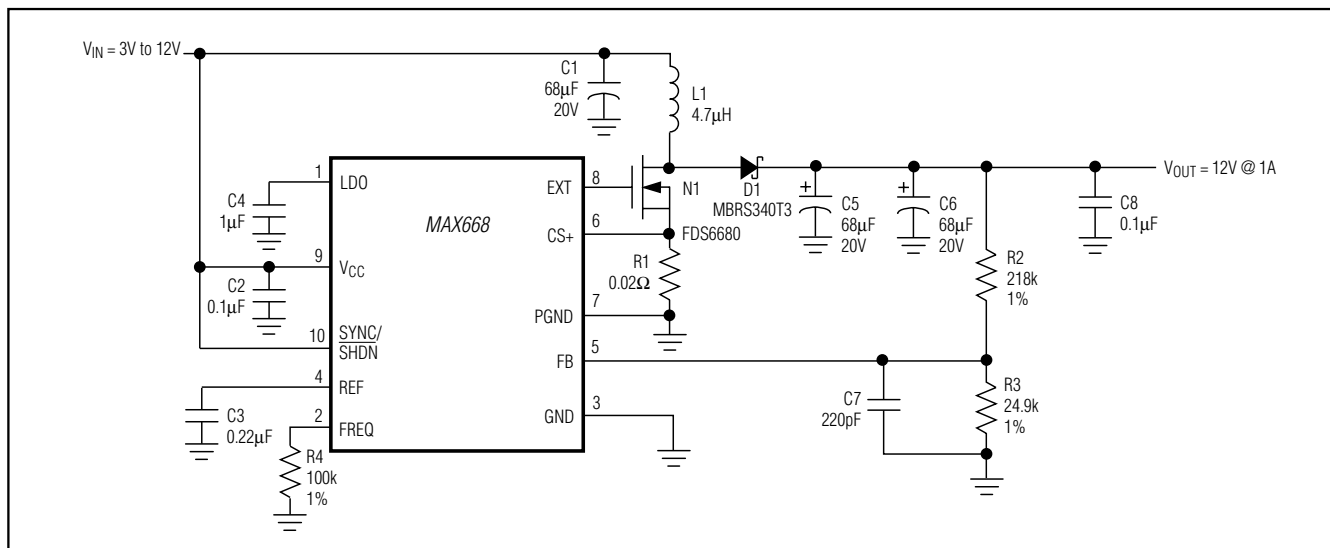 V_IN = 3V to 12V
C1
68μF
20V
L1
4.7μH
1
LDO
C4
1μF
MAX668
EXT
8
N1
FDS6680
D1
MBRS340T3
C5
68μF
20V
C6
68μF
20V
C8
0.1μF
V_OUT = 12V @ 1A
9
V_CC
C2
0.1μF
CS+
6
R1
0.02Ω
R2
218k
1%
10
SYNC/
SHDN
PGND
7
4
REF
C3
0.22μF
FB
5
C7
220pF
R3
24.9k
1%
2
FREQ
R4
100k
1%
GND
3